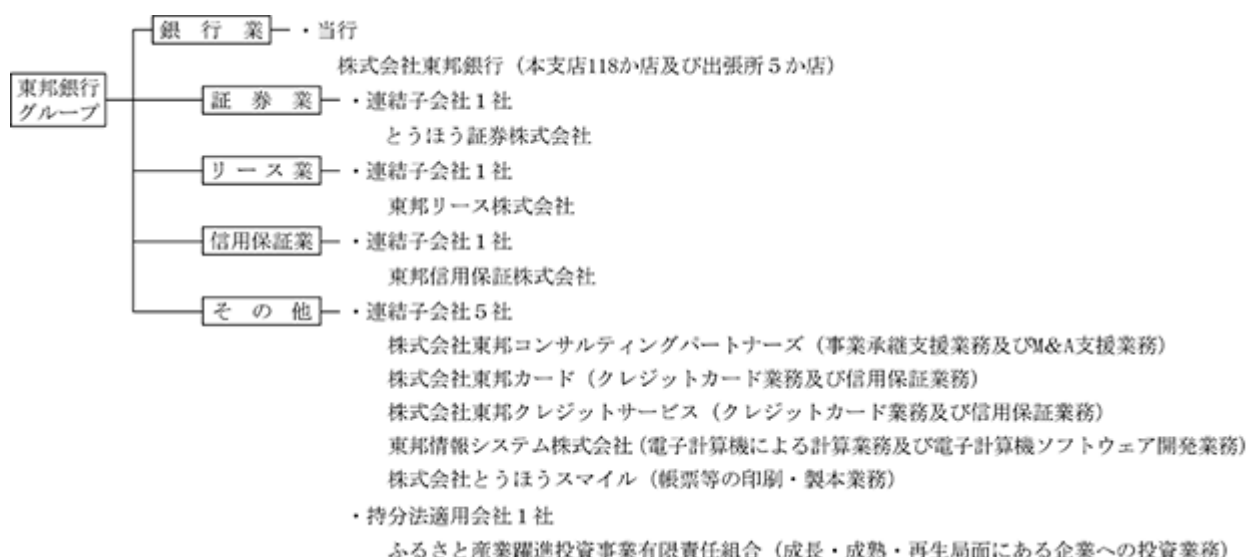 東邦銀行
グループ
銀行業 ・当行
株式会社東邦銀行（本支店118か店及び出張所５か店）
証券業 ・連結子会社１社
とうほう証券株式会社
リース業 ・連結子会社１社
東邦リース株式会社
信用保証業 ・連結子会社１社
東邦信用保証株式会社
その他 ・連結子会社５社
株式会社東邦コンサルティングパートナーズ（事業承継支援業務及びM&A支援業務）
株式会社東邦カード（クレジットカード業務及び信用保証業務）
株式会社東邦クレジットサービス（クレジットカード業務及び信用保証業務）
東邦情報システム株式会社（電子計算機による計算業務及び電子計算機ソフトウェア開発業務）
株式会社とうほうスマイル（帳票等の印刷・製本業務）
・持分法適用会社１社
ふるさと産業躍進投資事業有限責任組合（成長・成熟・再生局面にある企業への投資業務）